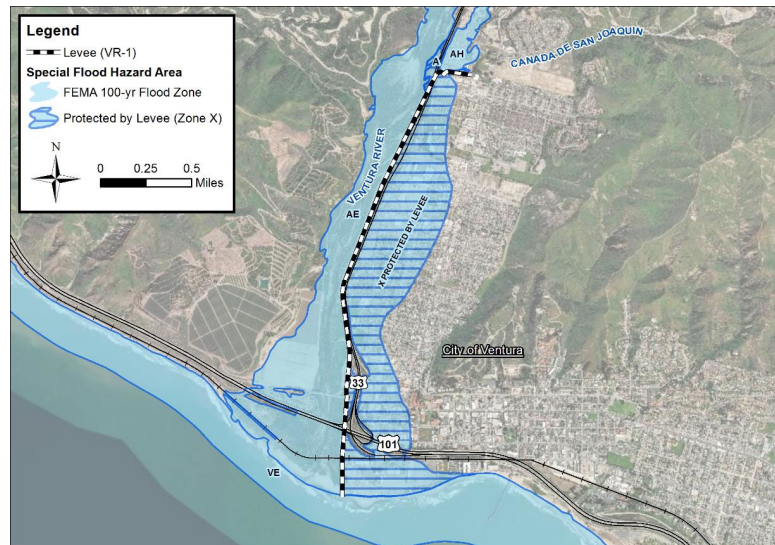 Legend
Levee (VR-1)
Special Flood Hazard Area
FEMA 100-yr Flood Zone
Protected by Levee (Zone X)
N
0 0.25 0.5
Miles
A
AH
CANADA DE SAN JOAQUIN
VENTURA RIVER
AE
X PROTECTED BY LEVEE
City of Ventura
33
101
VE